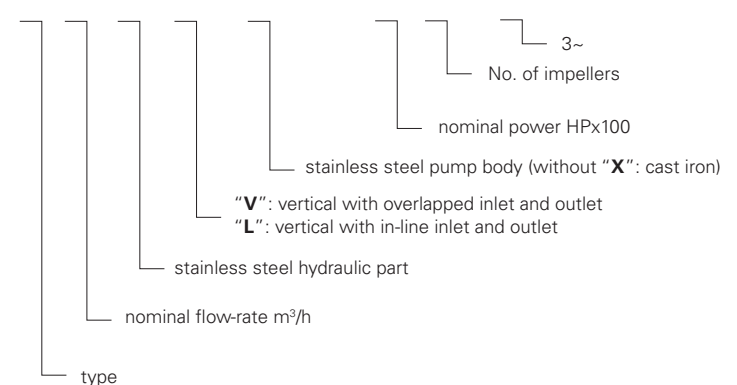 3~
No. of impellers
nominal power HPx100
stainless steel pump body (without “X”: cast iron)
“V”: vertical with overlapped inlet and outlet
“L”: vertical with in-line inlet and outlet
stainless steel hydraulic part
nominal flow-rate m³/h
type